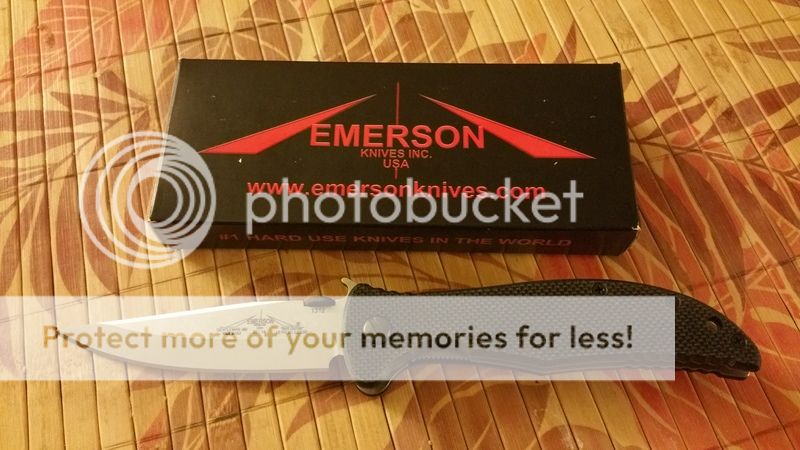 EMERSON
KNIVES INC.
USA
www.emersonknives.com
photobucket
#1 HARD USE KNIVES IN THE WORLD
Protect more of your memories for less!
EMERSON